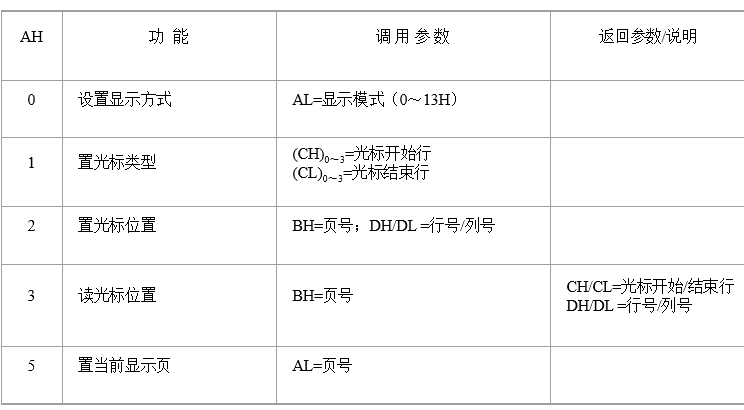 AH 功 能 调 用 参 数 返回参数/说明
0 设置显示方式 AL=显示模式（0～13H）
1 置光标类型 (CH)0～3=光标开始行
(CL)0～3=光标结束行
2 置光标位置 BH=页号；DH/DL =行号/列号
3 读光标位置 BH=页号 CH/CL=光标开始/结束行
DH/DL =行号/列号
5 置当前显示页 AL=页号